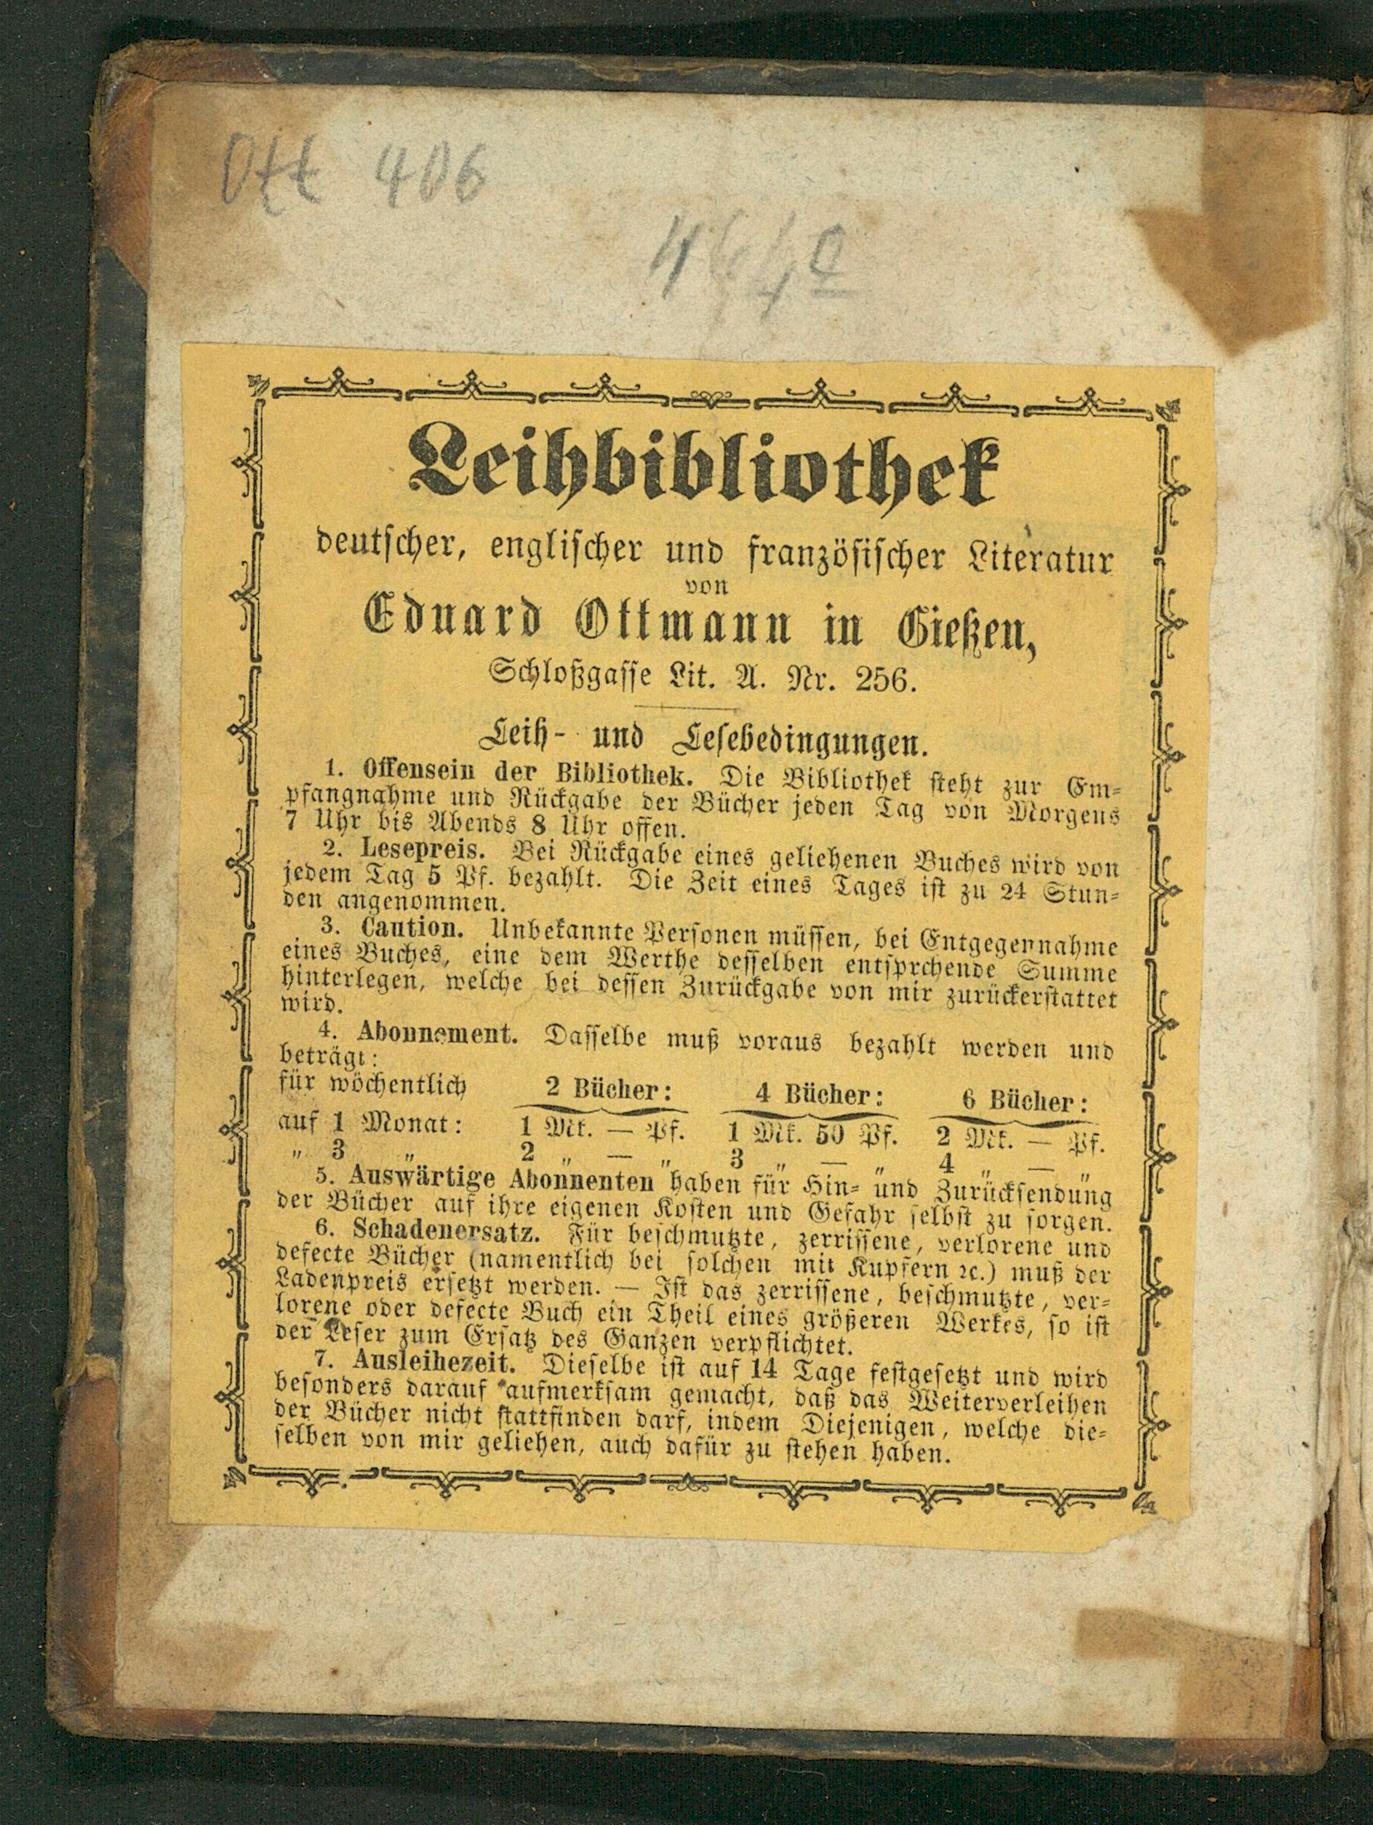 Ott 406
Leihbibliothek
deutscher, englischer und französischer Literatur
von
Eduard Ottmann in Gießen,
Schloßgasse Lit. A. Nr. 256.
Leih- und Lesebedingungen.
1. Offensein der Bibliothek. Die Bibliothek steht zur Em-
pfangnahme und Rückgabe der Bücher jeden Tag von Morgens
7 Uhr bis Abends 8 Uhr offen.
2. Lesepreis. Bei Rückgabe eines geliehenen Buches wird von
jedem Tag 5 Pf. bezahlt. Die Zeit eines Tages ist zu 24 Stun-
den angenommen.
3. Caution. Unbekannte Personen müssen, bei Entgegennahme
eines Buches, eine dem Werthe desselben entsprchende Summe
hinterlegen, welche bei dessen Zurückgabe von mir zurückerstattet
wird.
4. Abonnement. Dasselbe muß voraus bezahlt werden und
beträgt:
für wöchentlich 2 Bücher: 4 Bücher: 6 Bücher:
auf 1 Monat: 1 Mk. — Pf. 1 Mk. 50 Pf. 2 Mk. — Pf.
„ 3 „ 2 „ — „ 3 „ — „ 4 „ — „
5. Auswärtige Abonnenten haben für Hin- und Zurücksendung
der Bücher auf ihre eigenen Kosten und Gefahr selbst zu sorgen.
6. Schadenersatz. Für beschmutzte, zerrissene, verlorene und
defecte Bücher (namentlich bei solchen mit Kupfern ꝛc.) muß der
Ladenpreis ersetzt werden. — Ist das zerrissene, beschmutzte, ver-
lorene oder defecte Buch ein Theil eines größeren Werkes, so ist
der Leser zum Ersatz des Ganzen verpflichtet.
7. Ausleihezeit. Dieselbe ist auf 14 Tage festgesetzt und wird
besonders darauf aufmerksam gemacht, daß das Weiterverleihen
der Bücher nicht stattfinden darf, indem Diejenigen, welche die-
selben von mir geliehen, auch dafür zu stehen haben.